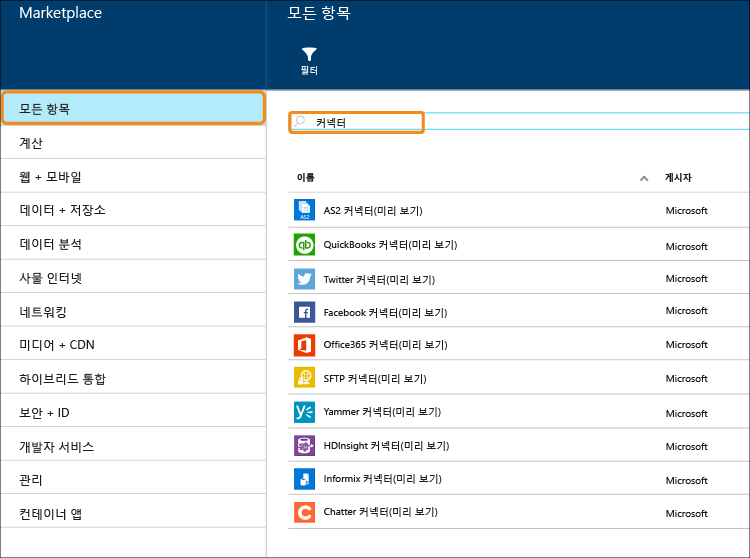 Marketplace
모든 항목
계산
웹 + 모바일
데이터 + 저장소
데이터 분석
사물 인터넷
네트워킹
미디어 + CDN
하이브리드 통합
보안 + ID
개발자 서비스
관리
컨테이너 앱
모든 항목
필터
커넥터
이름 게시자
AS2 AS2 커넥터(미리 보기) Microsoft
qb QuickBooks 커넥터(미리 보기) Microsoft
Twitter 커넥터(미리 보기) Microsoft
Facebook 커넥터(미리 보기) Microsoft
Office365 커넥터(미리 보기) Microsoft
SFTP 커넥터(미리 보기) Microsoft
Yammer 커넥터(미리 보기) Microsoft
HDInsight 커넥터(미리 보기) Microsoft
Informix 커넥터(미리 보기) Microsoft
Chatter 커넥터(미리 보기) Microsoft